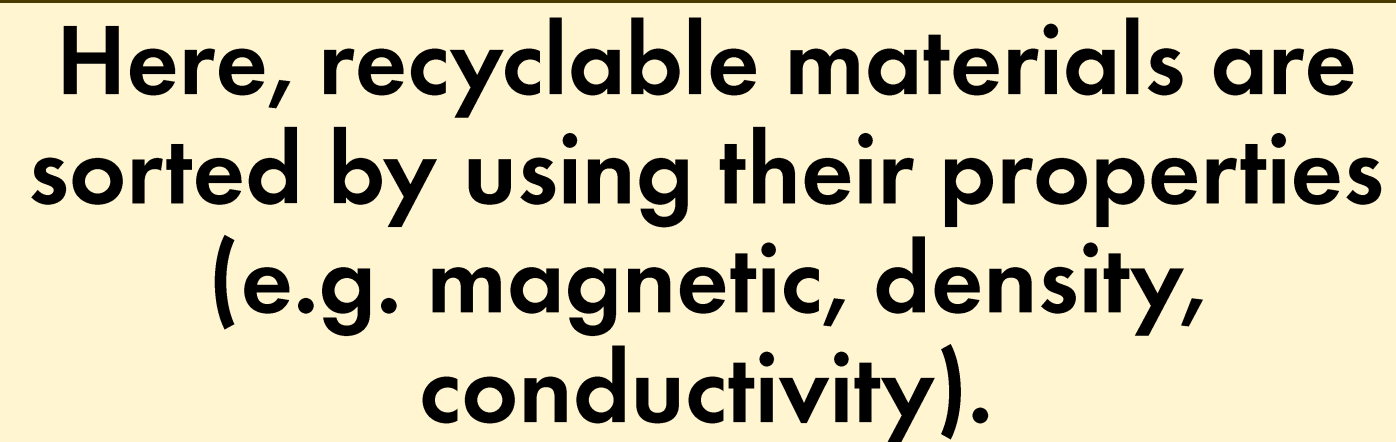 Here, recyclable materials are
sorted by using their properties
(e.g. magnetic, density,
conductivity).